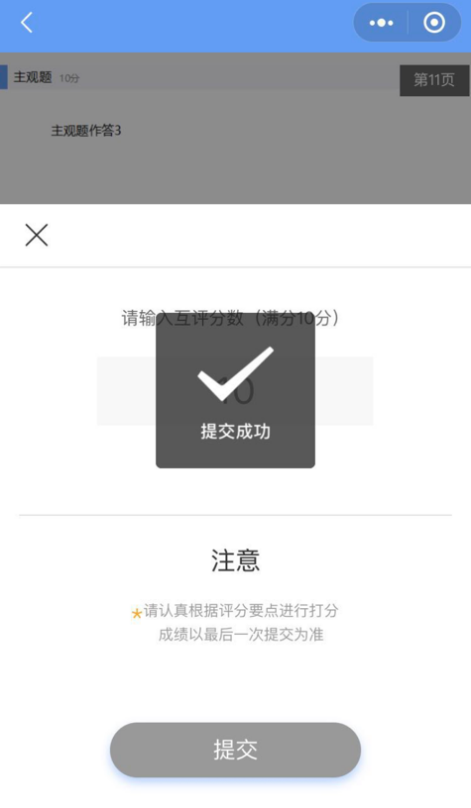 主观题 10分
第11页
主观题作答3
请输入互评分数（满分10分）
10
提交成功
注意
*请认真根据评分要点进行打分
成绩以最后一次提交为准
提交